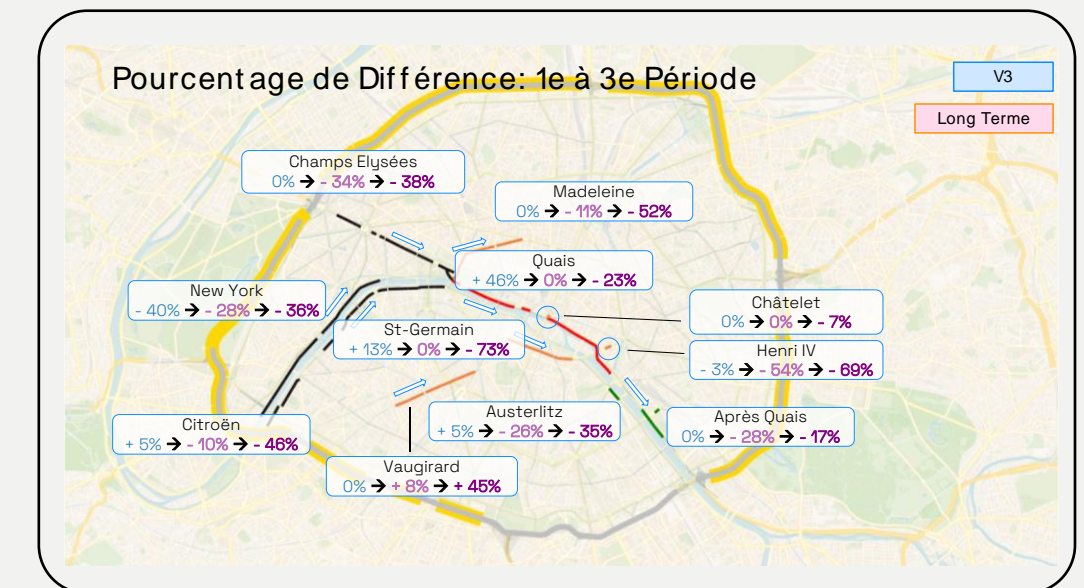 Pourcentage de Différence: 1e à 3e Période
V3
Long Terme
Champs Elysées
0% → - 34% → - 38%
Madeleine
0% → - 11% → - 52%
Quais
+ 46% → 0% → - 23%
New York
- 40% → - 28% → - 36%
Châtelet
0% → 0% → - 7%
St-Germain
+ 13% → 0% → - 73%
Henri IV
- 3% → - 54% → - 69%
Austerlitz
+ 5% → - 26% → - 35%
Après Quais
0% → - 28% → - 17%
Citroën
+ 5% → - 10% → - 46%
Vaugirard
0% → + 8% → + 45%